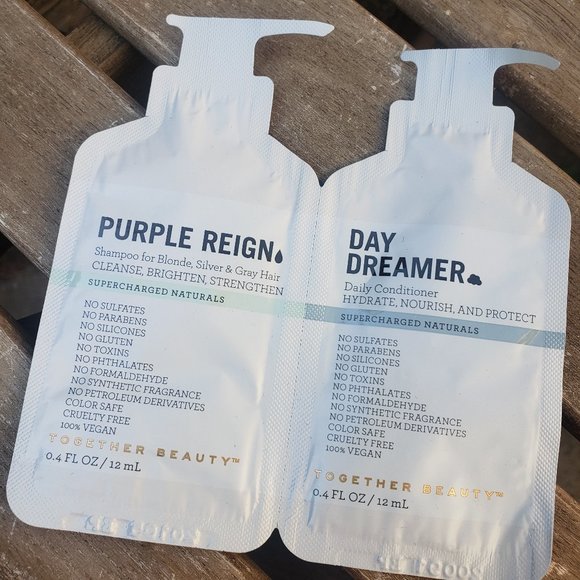 PURPLE REIGN
Shampoo for Blonde, Silver & Gray Hair
CLEANSE, BRIGHTEN, STRENGTHEN
SUPERCHARGED NATURALS
NO SULFATES
NO PARABENS
NO SILICONES
NO GLUTEN
NO TOXINS
NO PHTHALATES
NO FORMALDEHYDE
NO SYNTHETIC FRAGRANCE
NO PETROLEUM DERIVATIVES
COLOR SAFE
CRUELTY FREE
100% VEGAN
TOGETHER BEAUTY™
0.4 FL OZ / 12 mL
DAY
DREAMER
Daily Conditioner
HYDRATE, NOURISH, AND PROTECT
SUPERCHARGED NATURALS
NO SULFATES
NO PARABENS
NO SILICONES
NO GLUTEN
NO TOXINS
NO PHTHALATES
NO FORMALDEHYDE
NO SYNTHETIC FRAGRANCE
NO PETROLEUM DERIVATIVES
COLOR SAFE
CRUELTY FREE
100% VEGAN
TOGETHER BEAUTY™
0.4 FL OZ / 12 mL